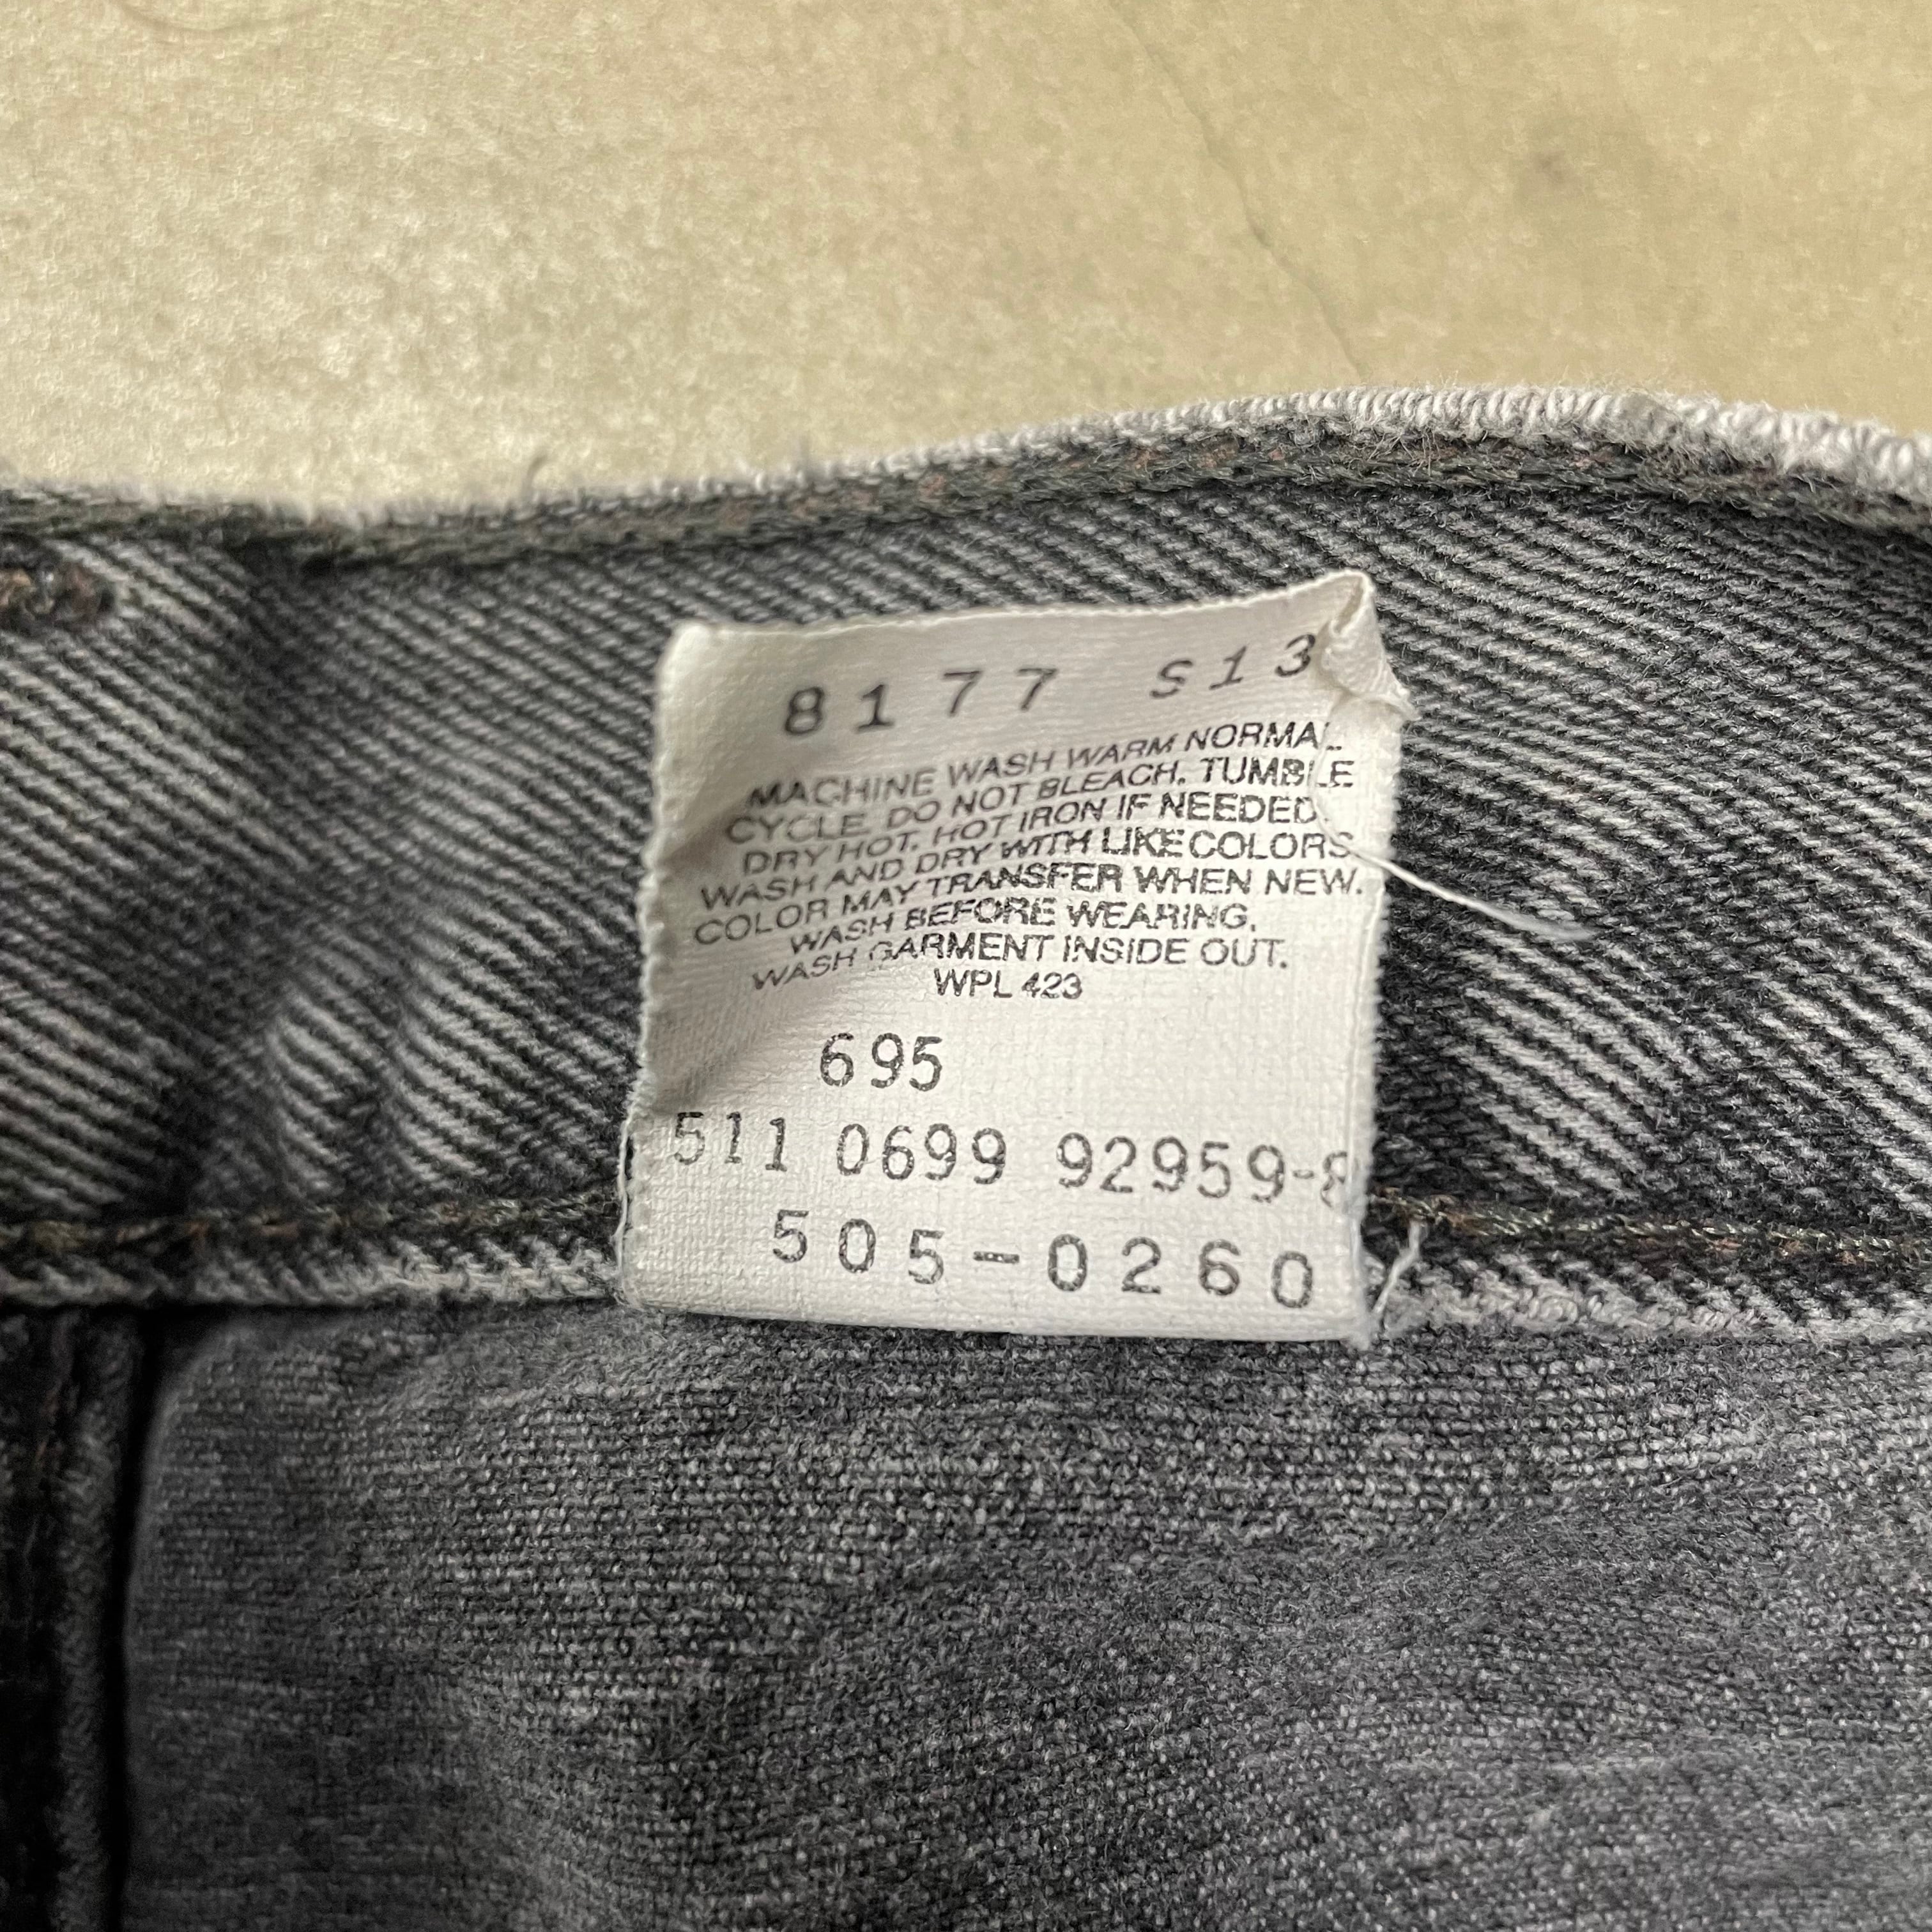 8177 S13
MACHINE WASH WARM NORMAL
CYCLE. DO NOT BLEACH. TUMBLE
DRY HOT. HOT IRON IF NEEDED.
WASH AND DRY WITH LIKE COLORS.
COLOR MAY TRANSFER WHEN NEW.
WASH BEFORE WEARING.
WASH GARMENT INSIDE OUT.
WPL 423
695
511 0699 92959-8
505-0260